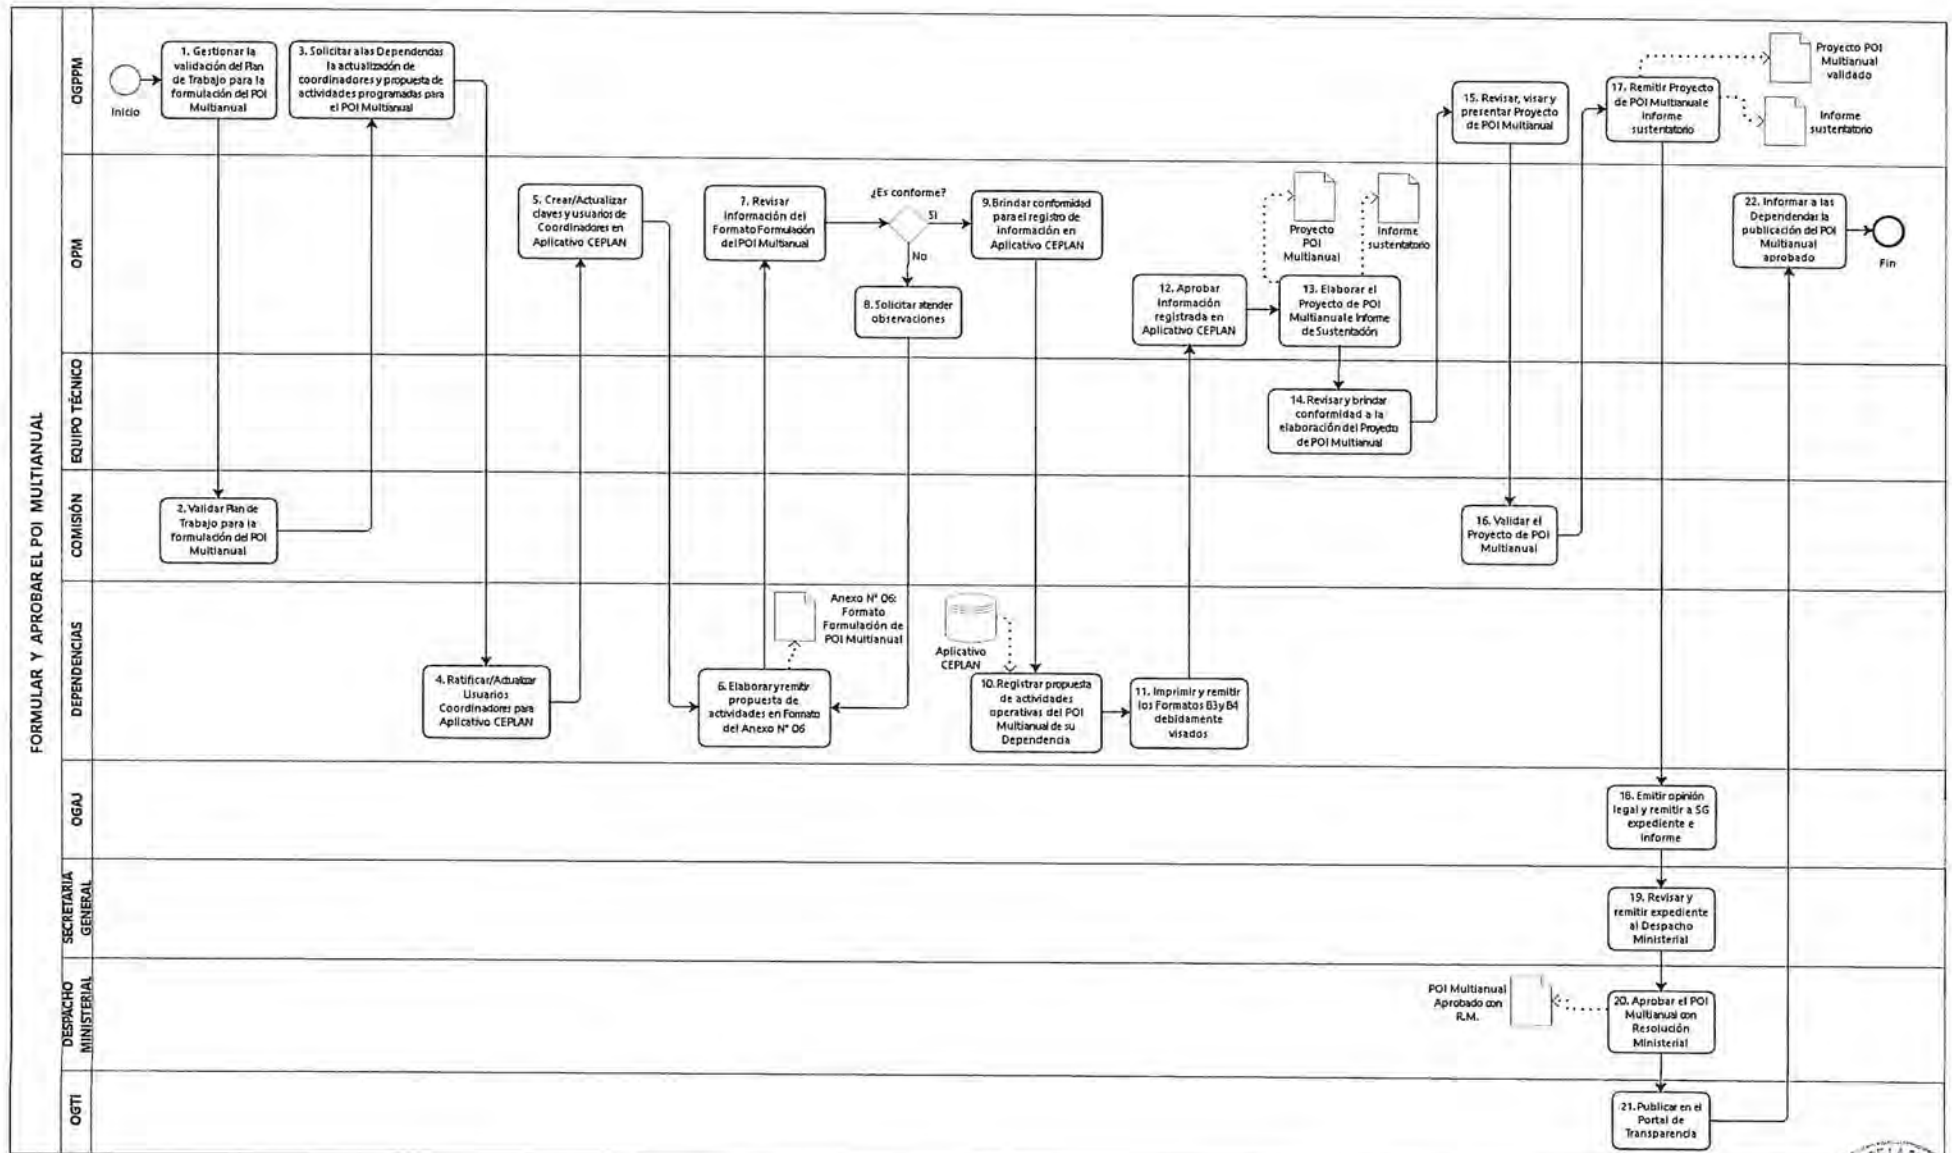 FORMULAR Y APROBAR EL POI MULTIANUAL
OGPPM
Inicio
1. Gestionar la
validación del Plan
de Trabajo para la
formulación del POI
Multianual
3. Solicitar a las Dependencias
la actualización de
coordinadores y propuesta de
actividades programadas para
el POI Multianual
15. Revisar, visar y
presentar Proyecto
de POI Multianual
17. Remitir Proyecto
de POI Multianual e
Informe
sustentatorio
Proyecto POI
Multianual
validado
Informe
sustentatorio
OPM
5. Crear/Actualizar
claves y usuarios de
Coordinadores en
Aplicativo CEPLAN
7. Revisar
Información del
Formato Formulación
del POI Multianual
¿Es conforme?
Si
No
8. Solicitar atender
observaciones
9. Brindar conformidad
para el registro de
información en
Aplicativo CEPLAN
12. Aprobar
Información
registrada en
Aplicativo CEPLAN
Proyecto
POI
Multianual
Informe
sustentatorio
13. Elaborar el
Proyecto de POI
Multianual e Informe
de Sustentación
22. Informar a las
Dependencias la
publicación del POI
Multianual
aprobado
Fin
EQUIPO TÉCNICO
14. Revisar y brindar
conformidad a la
elaboración del Proyecto
de POI Multianual
COMISIÓN
2. Validar Plan de
Trabajo para la
formulación del POI
Multianual
16. Validar el
Proyecto de POI
Multianual
DEPENDENCIAS
4. Ratificar/Actualizar
Usuarios
Coordinadores para
Aplicativo CEPLAN
Anexo N° 06:
Formato
Formulación de
POI Multianual
6. Elaborar y remitir
propuesta de
actividades en Formato
del Anexo N° 06
Aplicativo
CEPLAN
10. Registrar propuesta
de actividades
operativas del POI
Multianual de su
Dependencia
11. Imprimir y remitir
los Formatos B3 y B4
debidamente
visados
OGAJ
18. Emitir opinión
legal y remitir a SG
expediente e
informe
SECRETARIA
GENERAL
19. Revisar y
remitir expediente
al Despacho
Ministerial
DESPACHO
MINISTERIAL
POI Multianual
Aprobado con
R.M.
20. Aprobar el POI
Multianual con
Resolución
Ministerial
OGTI
21. Publicar en el
Portal de
Transparencia